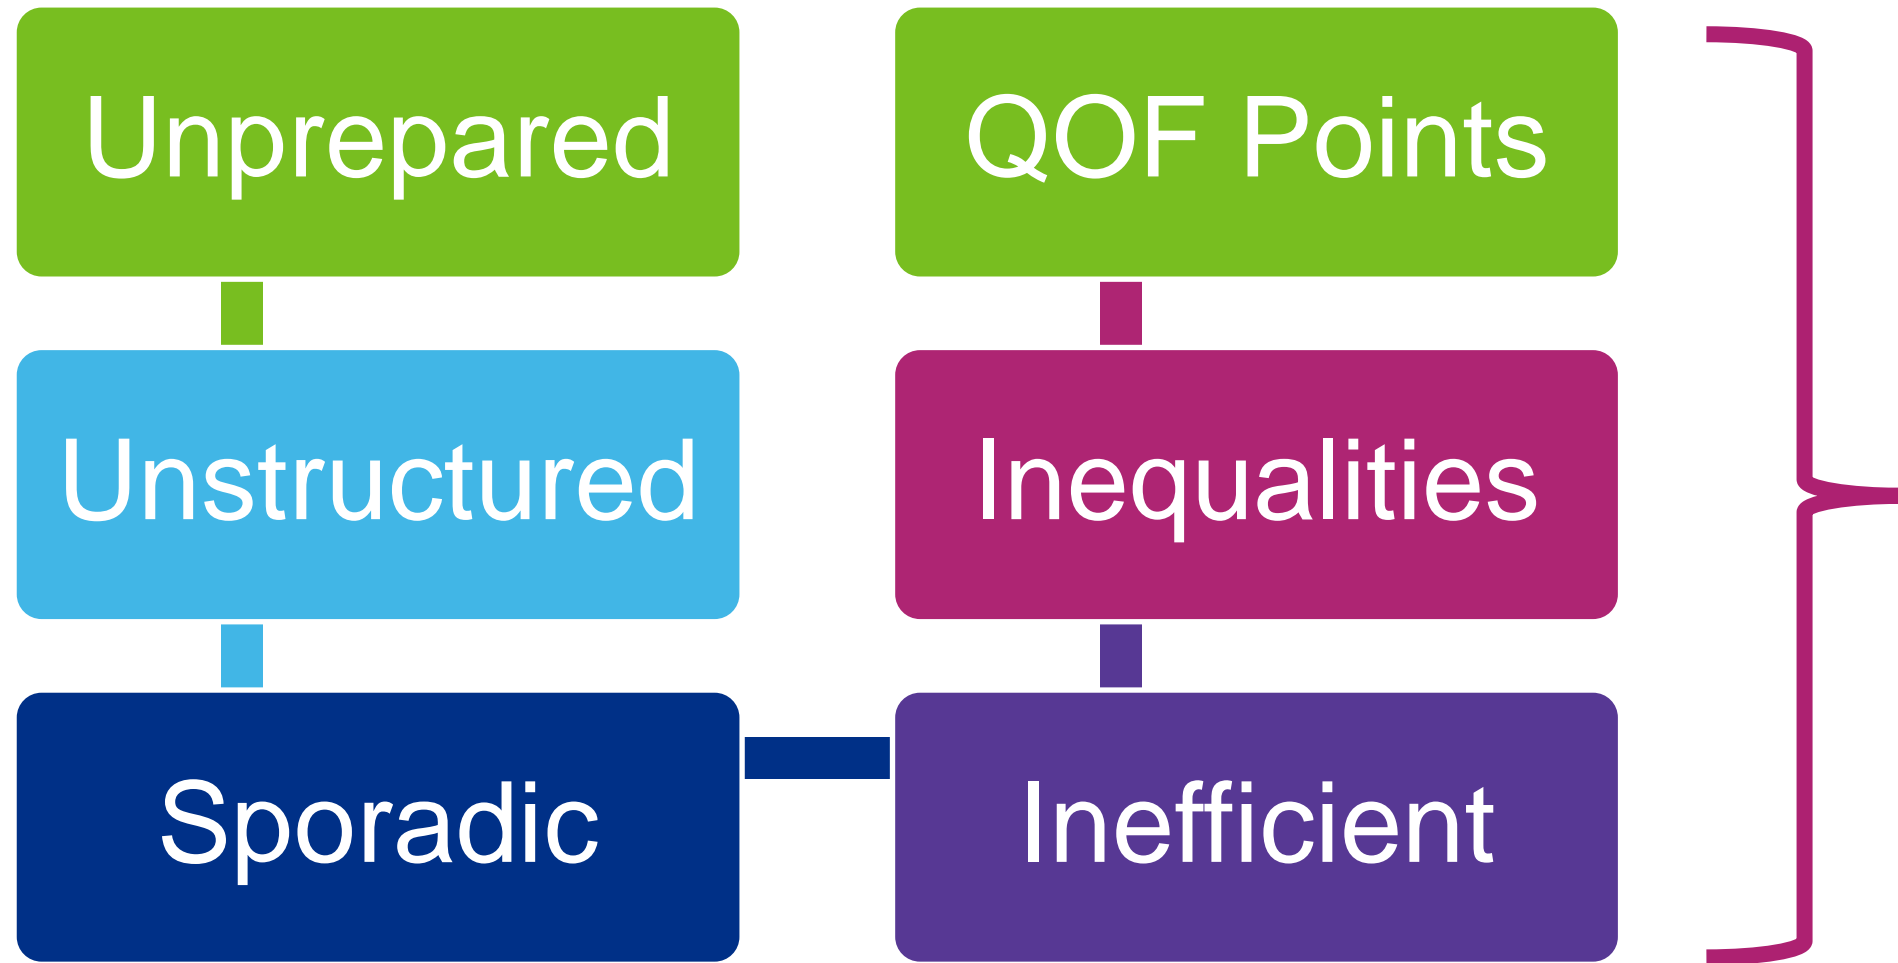 Unprepared
Unstructured
Sporadic
Inefficient
Inequalities
QOF Points